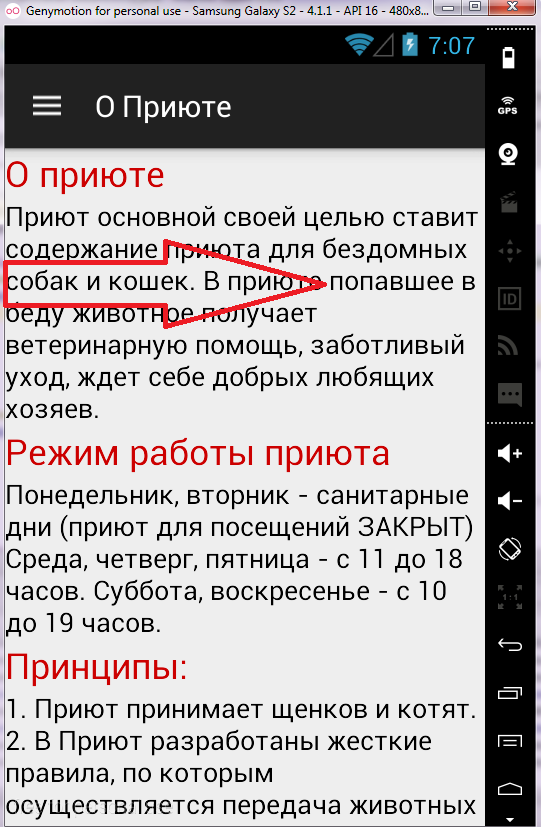 Genymotion for personal use - Samsung Galaxy S2 - 4.1.1 - API 16 - 480x8...
7:07
О Приюте
GPS
О приюте
Приют основной своей целью ставит
содержание приюта для бездомных
собак и кошек. В приюте попавшее в
беду животное получает
ветеринарную помощь, заботливый
уход, ждет себе добрых любящих
хозяев.
ID
Режим работы приюта
Понедельник, вторник - санитарные
дни (приют для посещений ЗАКРЫТ)
Среда, четверг, пятница - с 11 до 18
часов. Суббота, воскресенье - с 10
до 19 часов.
1:1
Принципы:
1. Приют принимает щенков и котят.
2. В Приют разработаны жесткие
правила, по которым
осуществляется передача животных